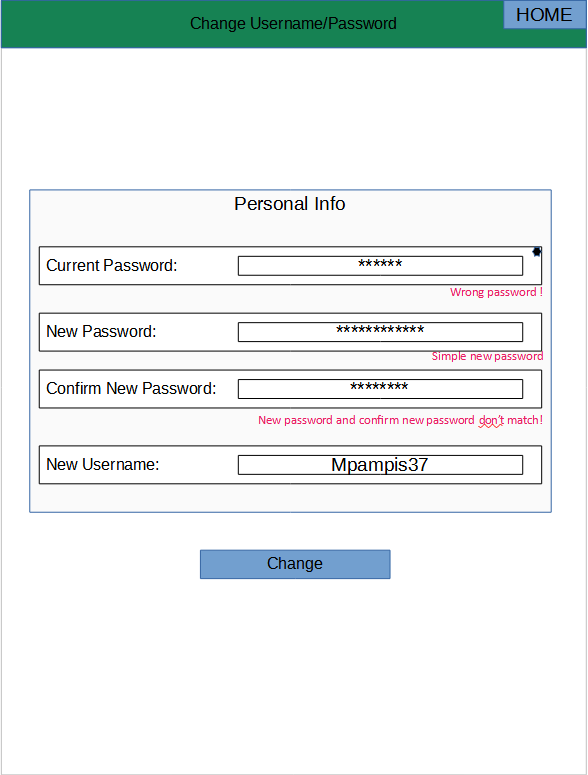 Change Username/Password
HOME
Personal Info
Current Password: ******
Wrong password !
New Password: ************
Simple new password
Confirm New Password: ********
New password and confirm new password don't match!
New Username: Mpampis37
Change